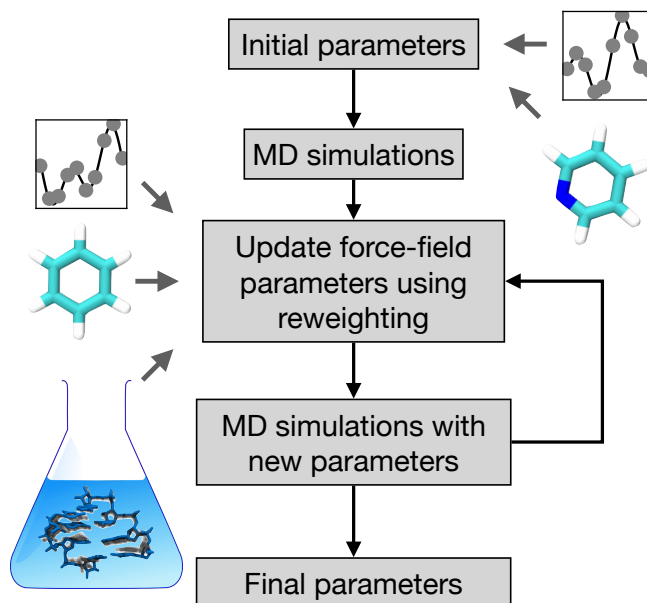 Initial parameters
MD simulations
Update force-field
parameters using
reweighting
MD simulations with
new parameters
Final parameters